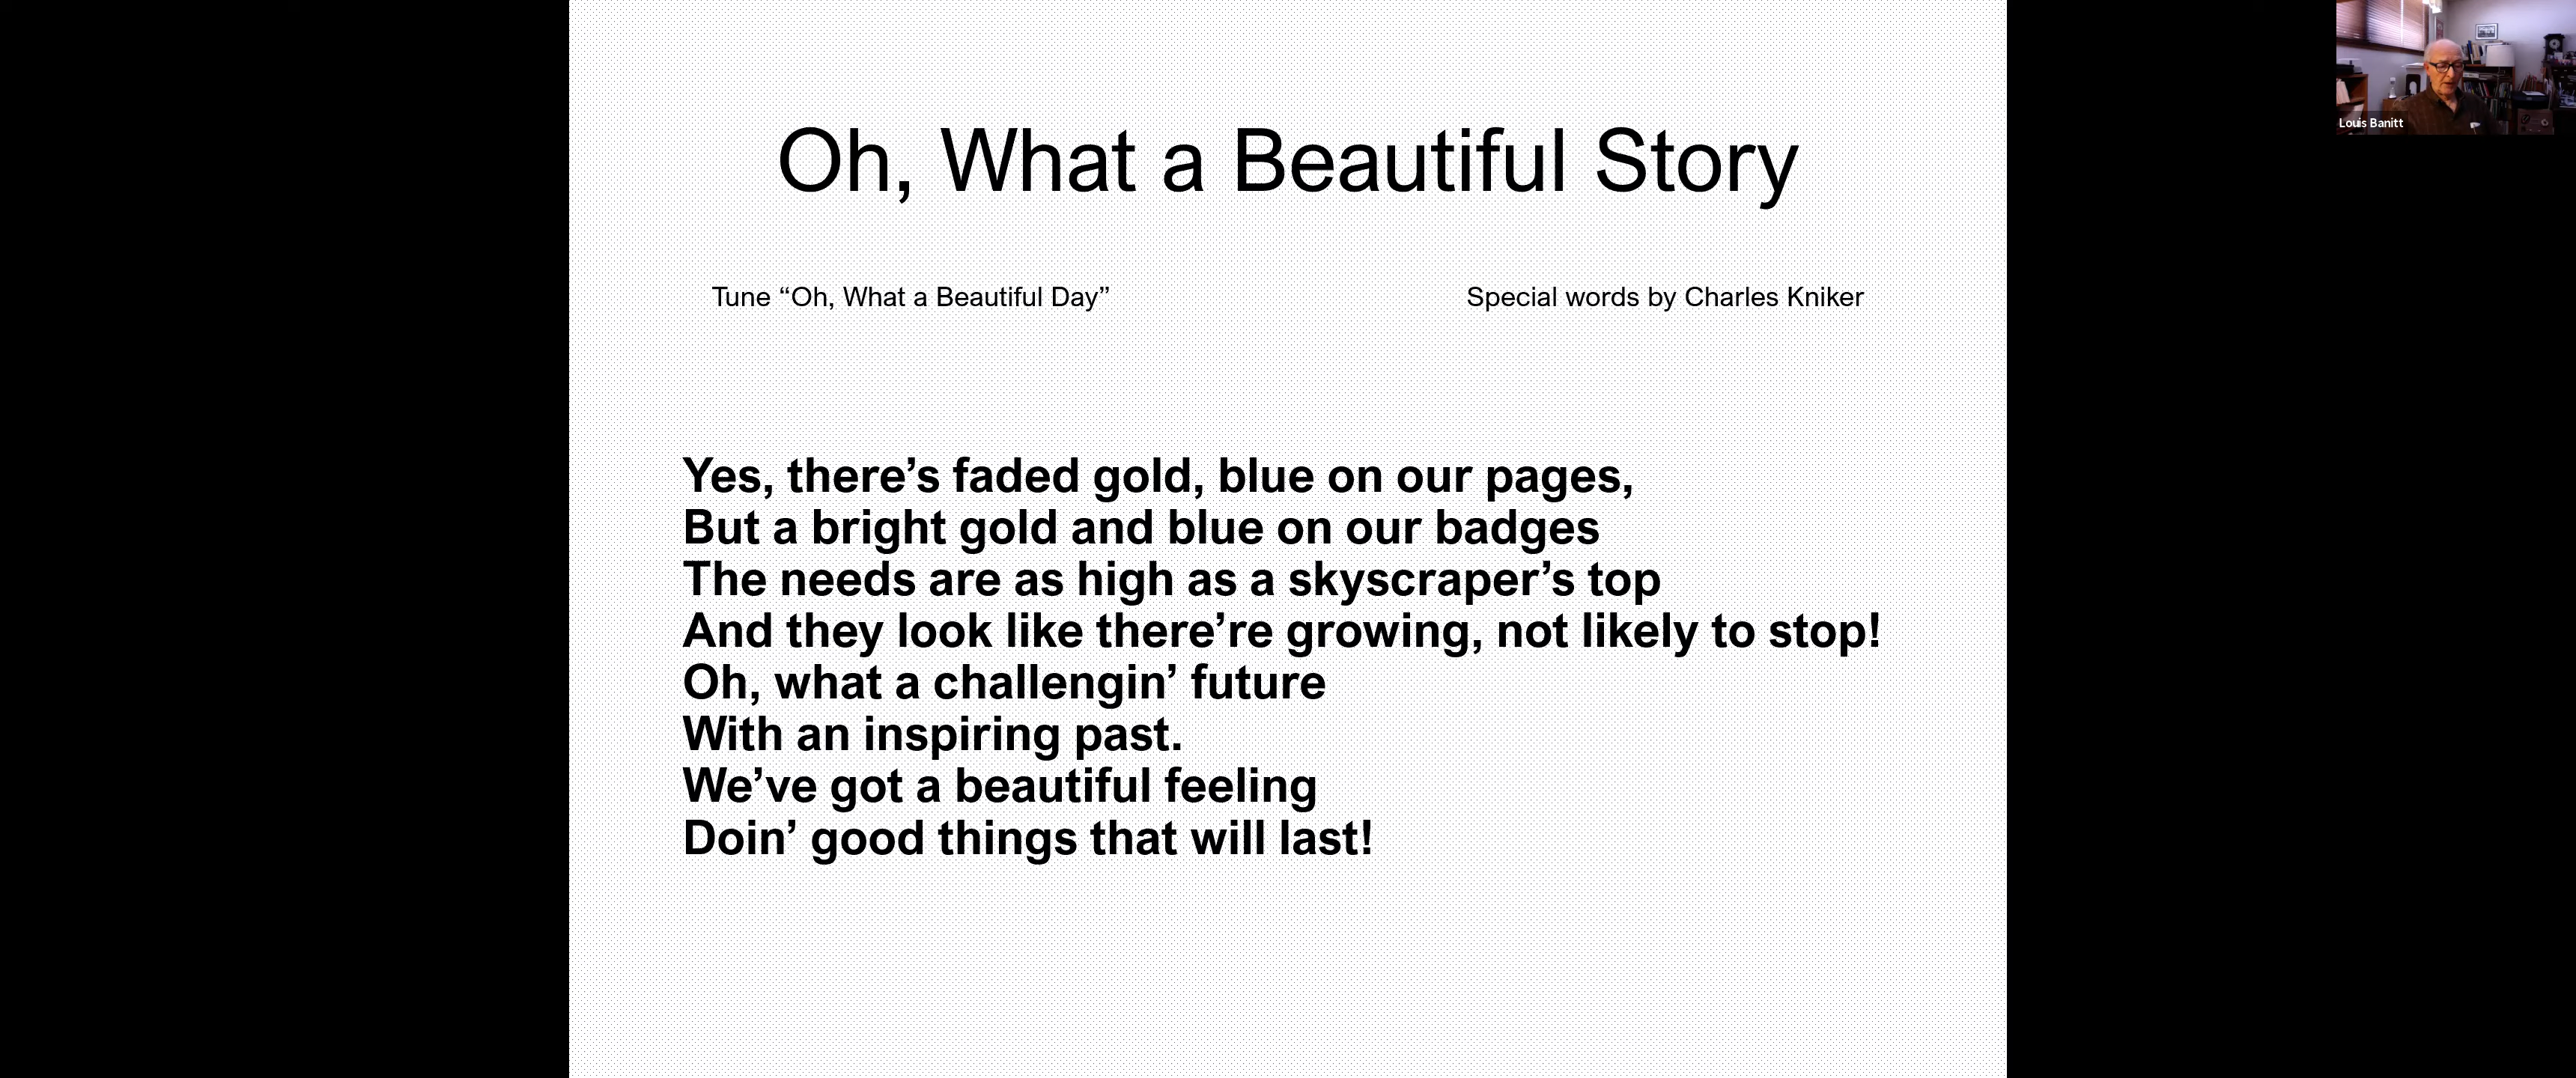 Oh, What a Beautiful Story
Tune “Oh, What a Beautiful Day”
Special words by Charles Kniker
Yes, there’s faded gold, blue on our pages,
But a bright gold and blue on our badges
The needs are as high as a skyscraper’s top
And they look like there’re growing, not likely to stop!
Oh, what a challengin’ future
With an inspiring past.
We’ve got a beautiful feeling
Doin’ good things that will last!
Louis Banitt